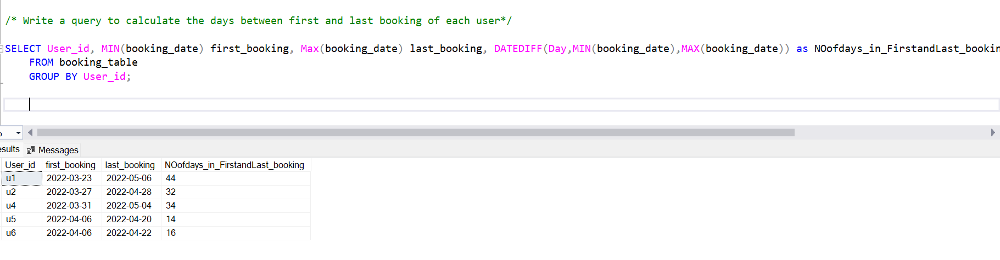 /* Write a query to calculate the days between first and last booking of each user*/
SELECT User_id, MIN(booking_date) first_booking, Max(booking_date) last_booking, DATEDIFF(Day,MIN(booking_date),MAX(booking_date)) as NOofdays_in_FirstandLast_bookin
FROM booking_table
GROUP BY User_id;
esults Messages
User_id first_booking last_booking NOofdays_in_FirstandLast_booking
u1 2022-03-23 2022-05-06 44
u2 2022-03-27 2022-04-28 32
u4 2022-03-31 2022-05-04 34
u5 2022-04-06 2022-04-20 14
u6 2022-04-06 2022-04-22 16